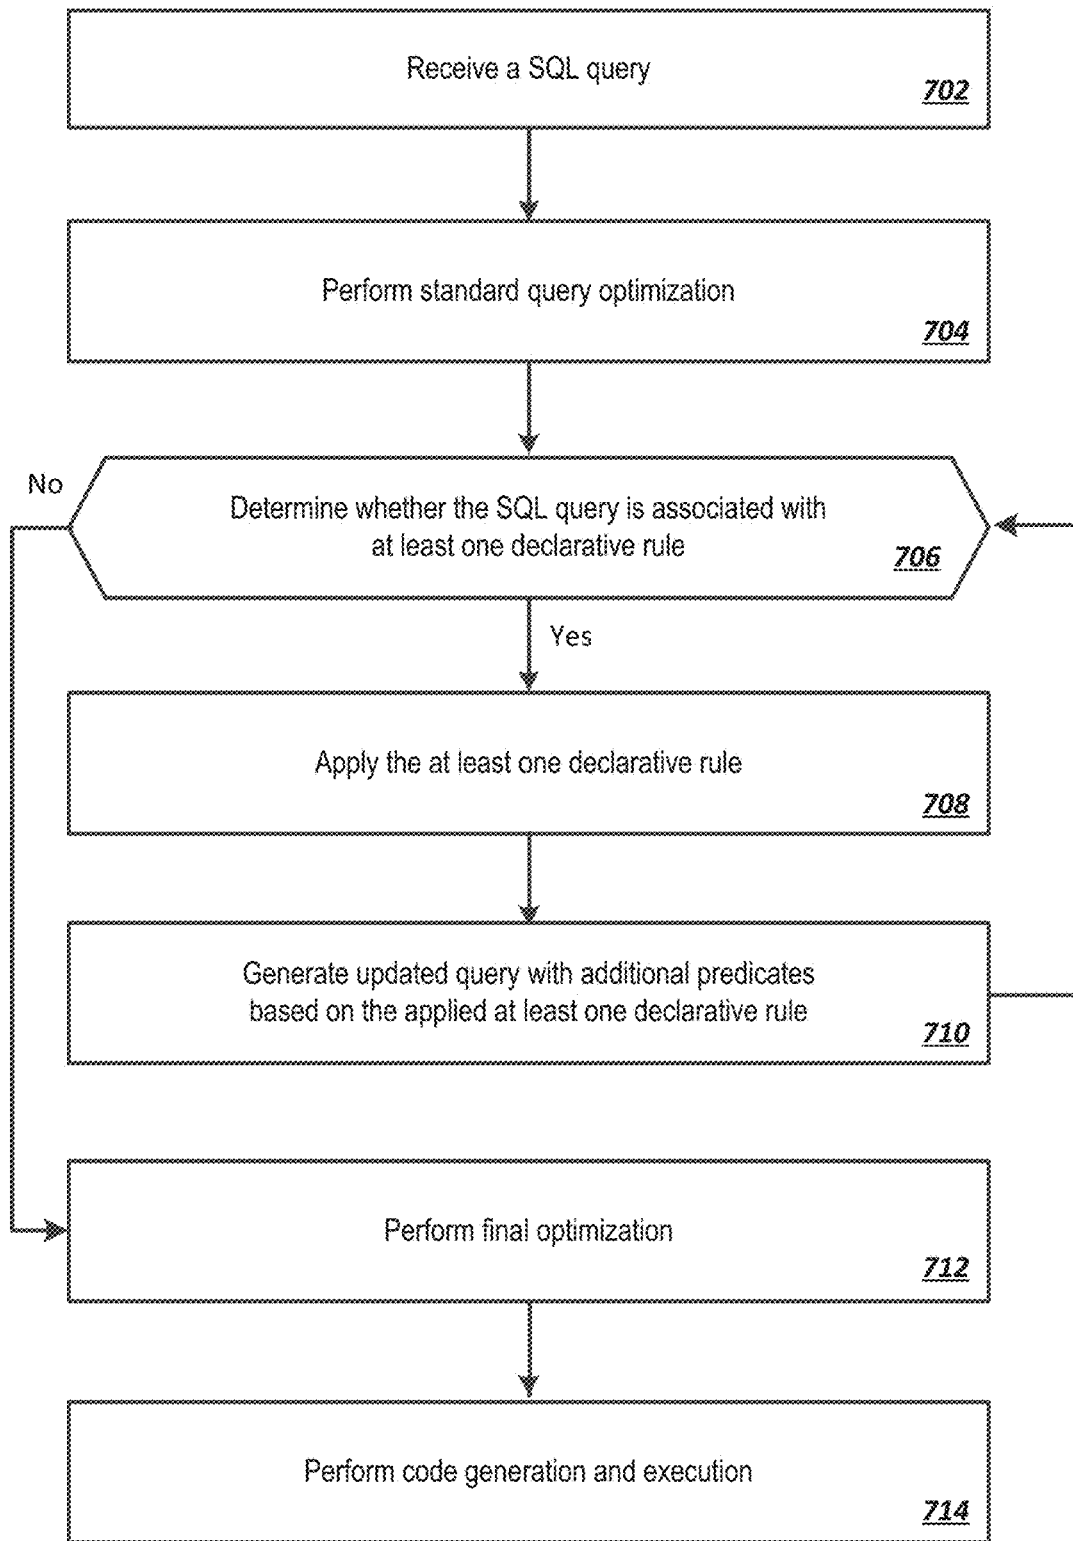 Receive a SQL query
702
Perform standard query optimization
704
No
Determine whether the SQL query is associated with
at least one declarative rule
706
Yes
Apply the at least one declarative rule
708
Generate updated query with additional predicates
based on the applied at least one declarative rule
710
Perform final optimization
712
Perform code generation and execution
714